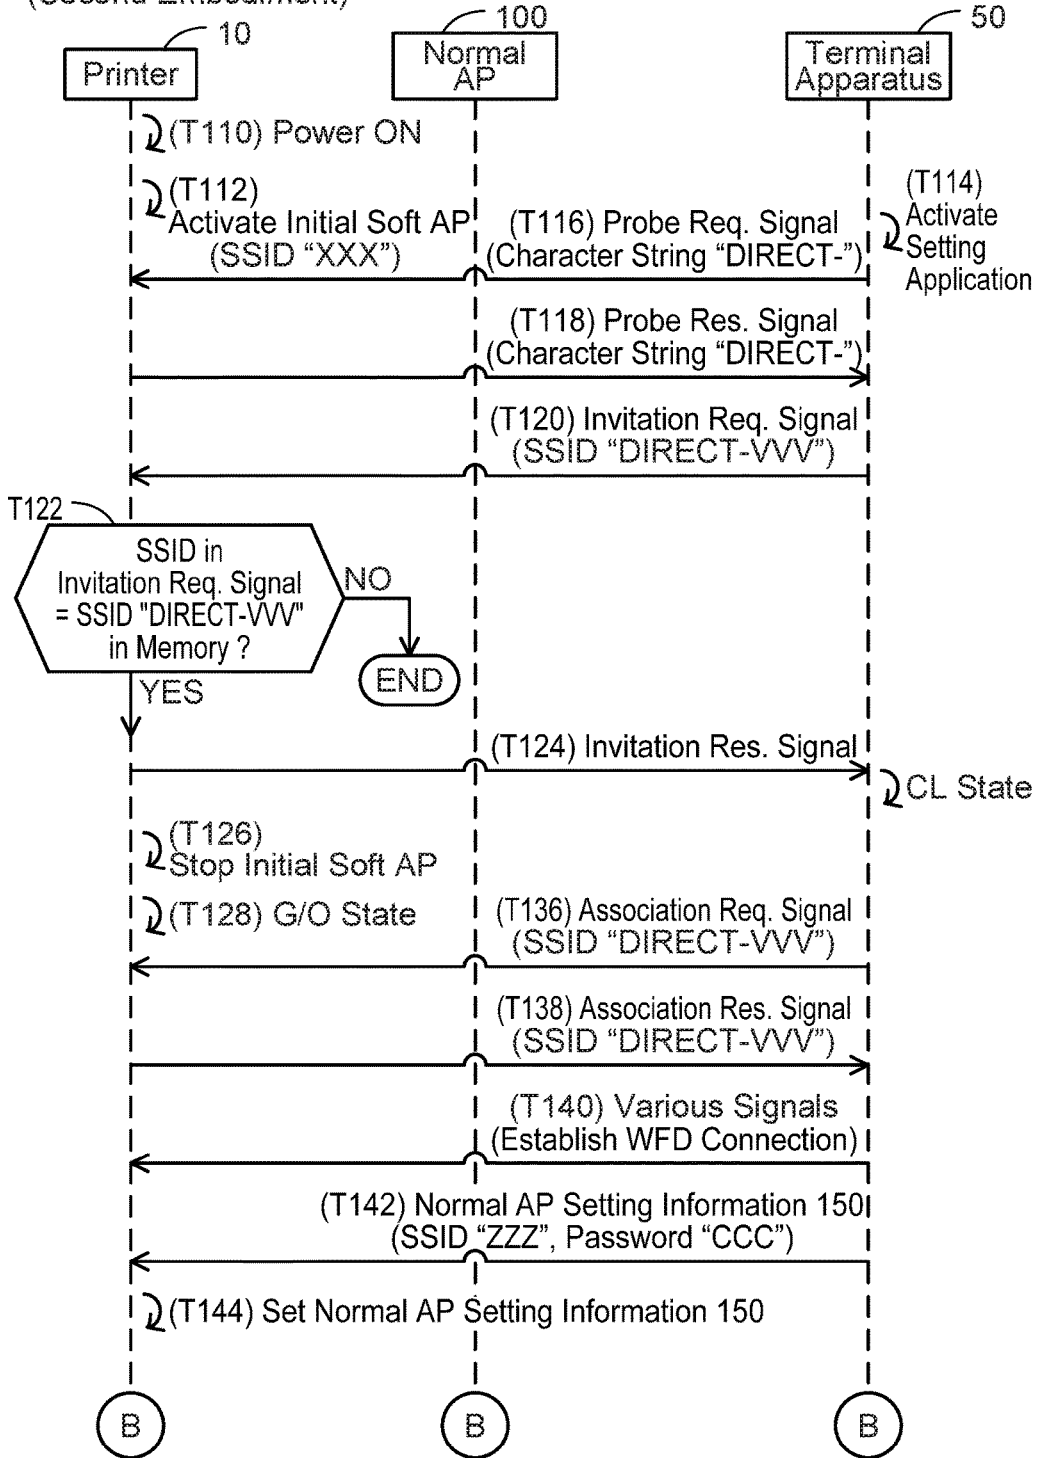 (Second Embodiment)
10
100
50
Printer
Normal
AP
Terminal
Apparatus
(T110) Power ON
(T112)
Activate Initial Soft AP
(SSID “XXX”)
(T114)
Activate
Setting
Application
(T116) Probe Req. Signal
(Character String “DIRECT-”)
(T118) Probe Res. Signal
(Character String “DIRECT-”)
(T120) Invitation Req. Signal
(SSID “DIRECT-VVV”)
T122
SSID in
Invitation Req. Signal
= SSID "DIRECT-VVV"
in Memory ?
NO
END
YES
(T124) Invitation Res. Signal
CL State
(T126)
Stop Initial Soft AP
(T128) G/O State
(T136) Association Req. Signal
(SSID “DIRECT-VVV”)
(T138) Association Res. Signal
(SSID “DIRECT-VVV”)
(T140) Various Signals
(Establish WFD Connection)
(T142) Normal AP Setting Information 150
(SSID “ZZZ”, Password “CCC”)
(T144) Set Normal AP Setting Information 150
B
B
B